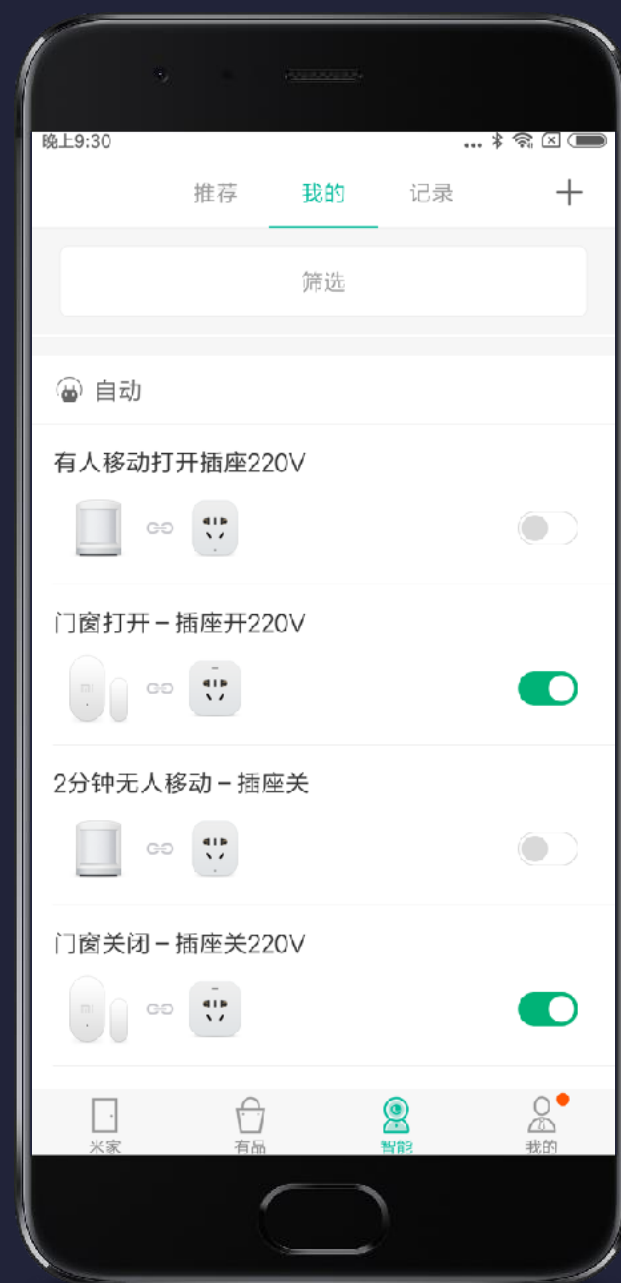 晚上9:30
推荐 我的 记录
筛选
自动
有人移动打开插座220V
门窗打开 – 插座开220V
mi
2分钟无人移动 – 插座关
门窗关闭 – 插座关220V
mi
米家 有品 智能 我的